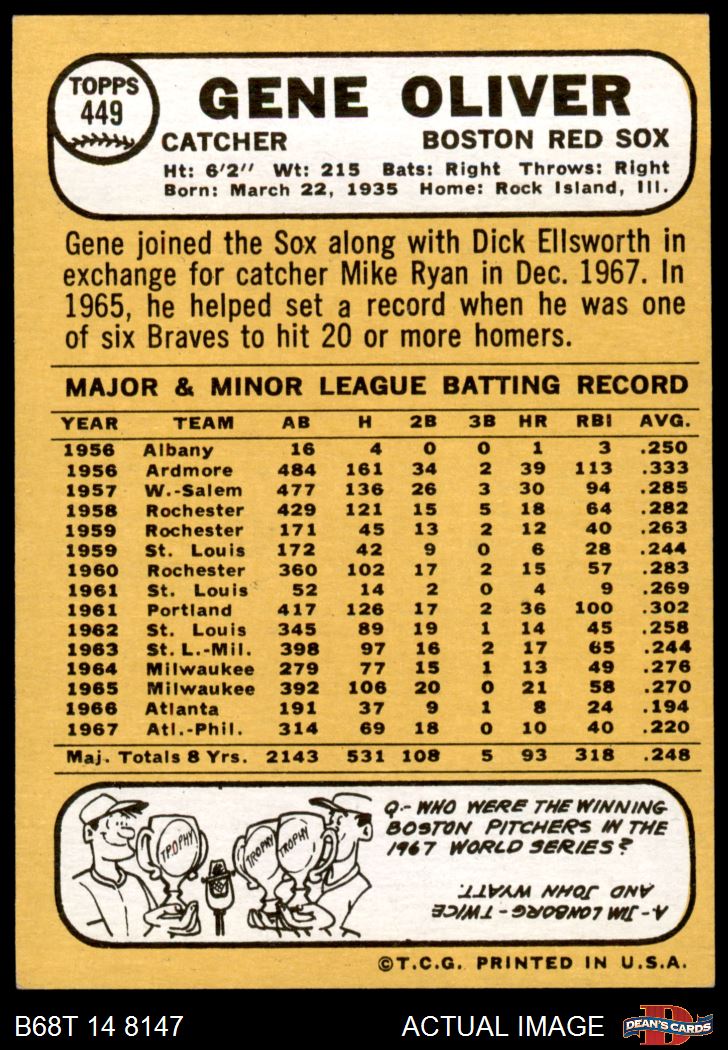 TOPPS
449
GENE OLIVER
CATCHER BOSTON RED SOX
Ht: 6'2" Wt: 215 Bats: Right Throws: Right
Born: March 22, 1935 Home: Rock Island, Ill.
Gene joined the Sox along with Dick Ellsworth in
exchange for catcher Mike Ryan in Dec. 1967. In
1965, he helped set a record when he was one
of six Braves to hit 20 or more homers.
MAJOR & MINOR LEAGUE BATTING RECORD
YEAR TEAM AB H 2B 3B HR RBI AVG.
1956 Albany 16 4 0 0 1 3 .250
1956 Ardmore 484 161 34 2 39 113 .333
1957 W.-Salem 477 136 26 3 30 94 .285
1958 Rochester 429 121 15 5 18 64 .282
1959 Rochester 171 45 13 2 12 40 .263
1959 St. Louis 172 42 9 0 6 28 .244
1960 Rochester 360 102 17 2 15 57 .283
1961 St. Louis 52 14 2 0 4 9 .269
1961 Portland 417 126 17 2 36 100 .302
1962 St. Louis 345 89 19 1 14 45 .258
1963 St. L.-Mil. 398 97 16 2 17 65 .244
1964 Milwaukee 279 77 15 1 13 49 .276
1965 Milwaukee 392 106 20 0 21 58 .270
1966 Atlanta 191 37 9 1 8 24 .194
1967 Atl.-Phil. 314 69 18 0 10 40 .220
Maj. Totals 8 Yrs. 2143 531 108 5 93 318 .248
TROPHY
TROPHY
TROPHY
Q.- WHO WERE THE WINNING
BOSTON PITCHERS IN THE
1967 WORLD SERIES?
A- JIM LONBORG - TWICE
AND JOHN WYATT.
©T.C.G. PRINTED IN U.S.A.
B68T 14 8147 ACTUAL IMAGE
D
DEAN'S CARDS